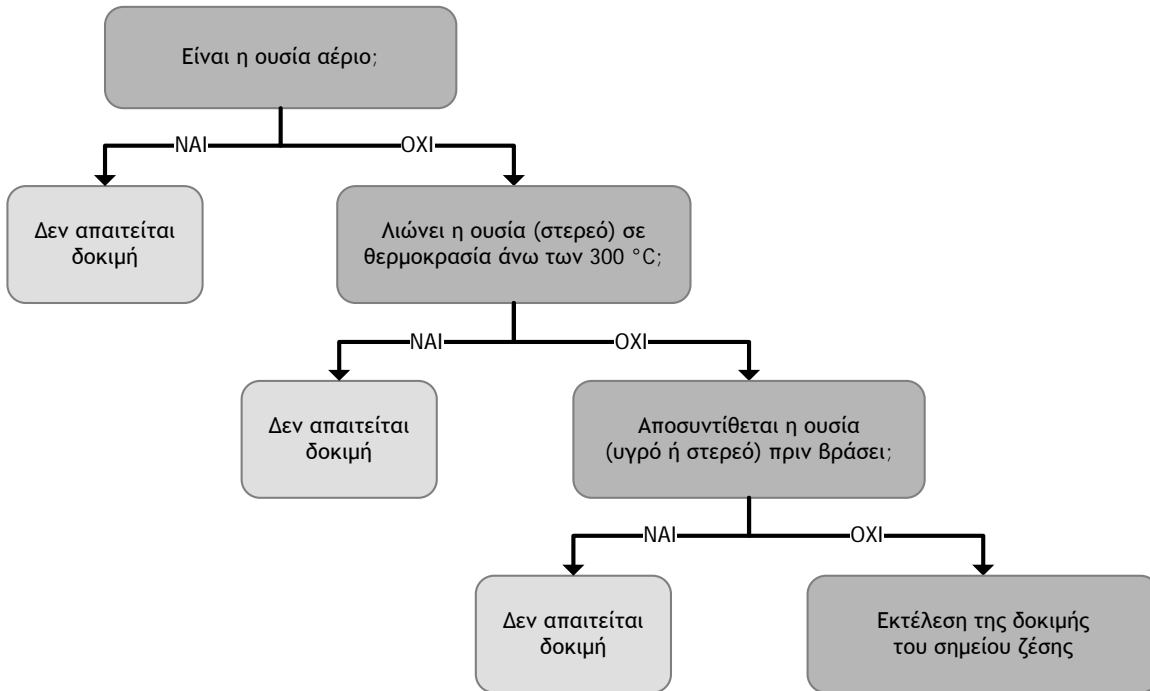 Είναι η ουσία αέριο;
ΝΑΙ
ΟΧΙ
Δεν απαιτείται
δοκιμή
Λιώνει η ουσία (στερεό) σε
θερμοκρασία άνω των 300 °C;
ΝΑΙ
ΟΧΙ
Δεν απαιτείται
δοκιμή
Αποσυντίθεται η ουσία
(υγρό ή στερεό) πριν βράσει;
ΝΑΙ
ΟΧΙ
Δεν απαιτείται
δοκιμή
Εκτέλεση της δοκιμής
του σημείου ζέσης